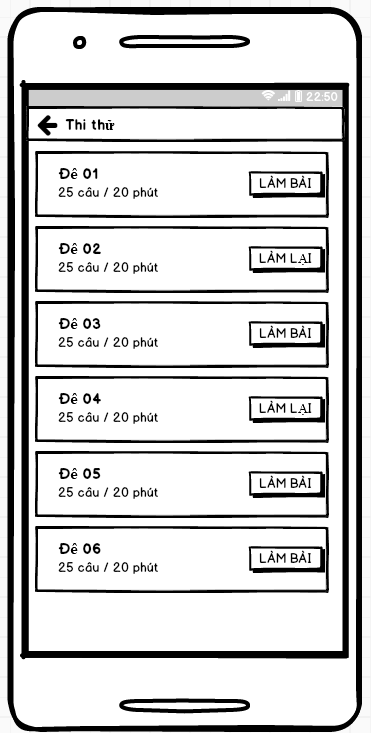 22:50
Thi thử
Đề 01
25 câu / 20 phút
LÀM BÀI
Đề 02
25 câu / 20 phút
LÀM LẠI
Đề 03
25 câu / 20 phút
LÀM BÀI
Đề 04
25 câu / 20 phút
LÀM LẠI
Đề 05
25 câu / 20 phút
LÀM BÀI
Đề 06
25 câu / 20 phút
LÀM BÀI